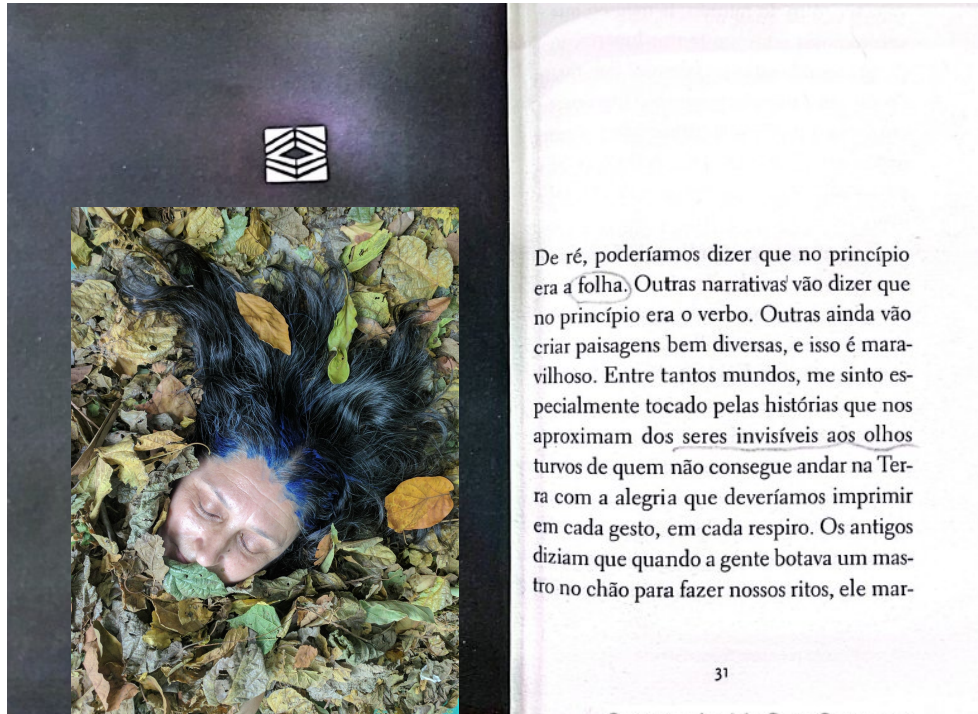 De ré, poderíamos dizer que no princípio
era a folha. Outras narrativas vão dizer que
no princípio era o verbo. Outras ainda vão
criar paisagens bem diversas, e isso é mara-
vilhoso. Entre tantos mundos, me sinto es-
pecialmente tocado pelas histórias que nos
aproximam dos seres invisíveis aos olhos
turvos de quem não consegue andar na Ter-
ra com a alegria que deveríamos imprimir
em cada gesto, em cada respiro. Os antigos
diziam que quando a gente botava um mas-
tro no chão para fazer nossos ritos, ele mar-
31